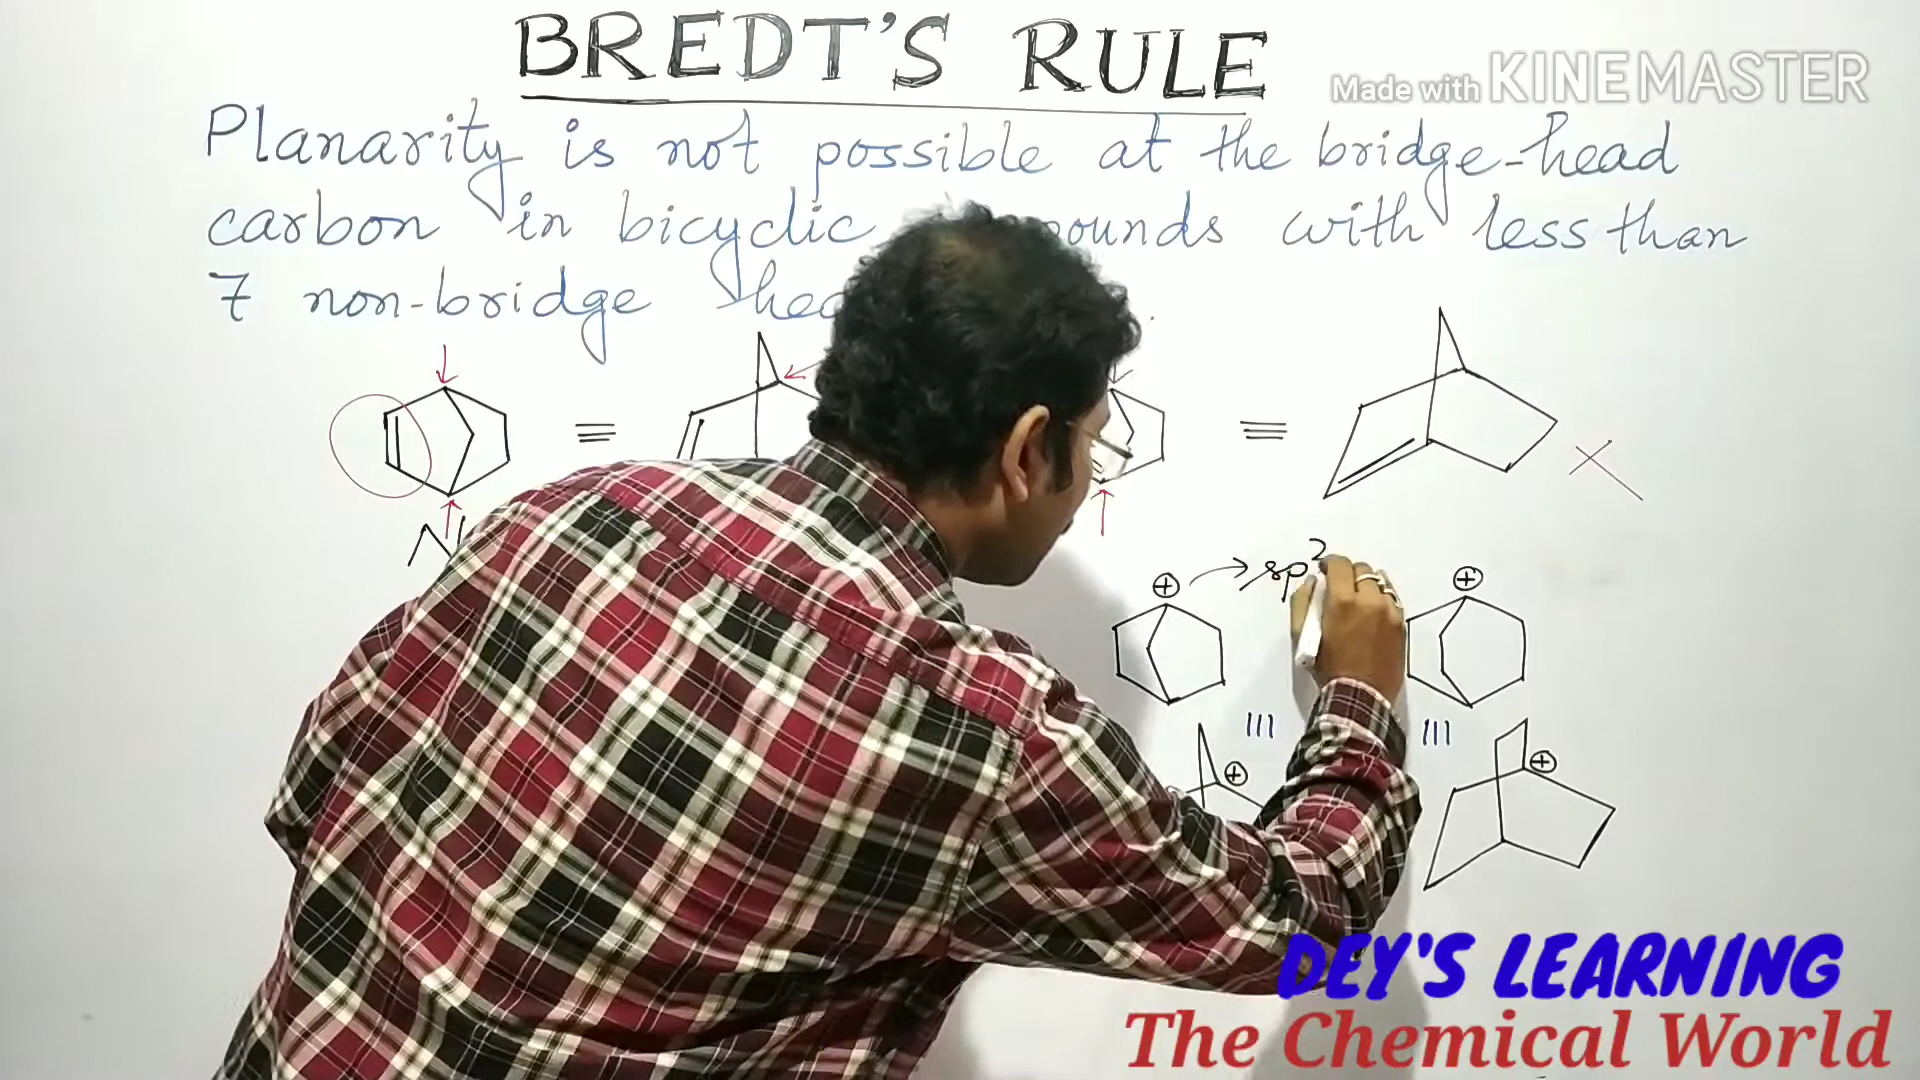 BREDT'S RULE
Made with KINEMASTER
Planarity is not possible at the bridge-head
carbon in bicyclic ounds with less than
7 non-bridge hea
sp2
DEY'S LEARNING
The Chemical World